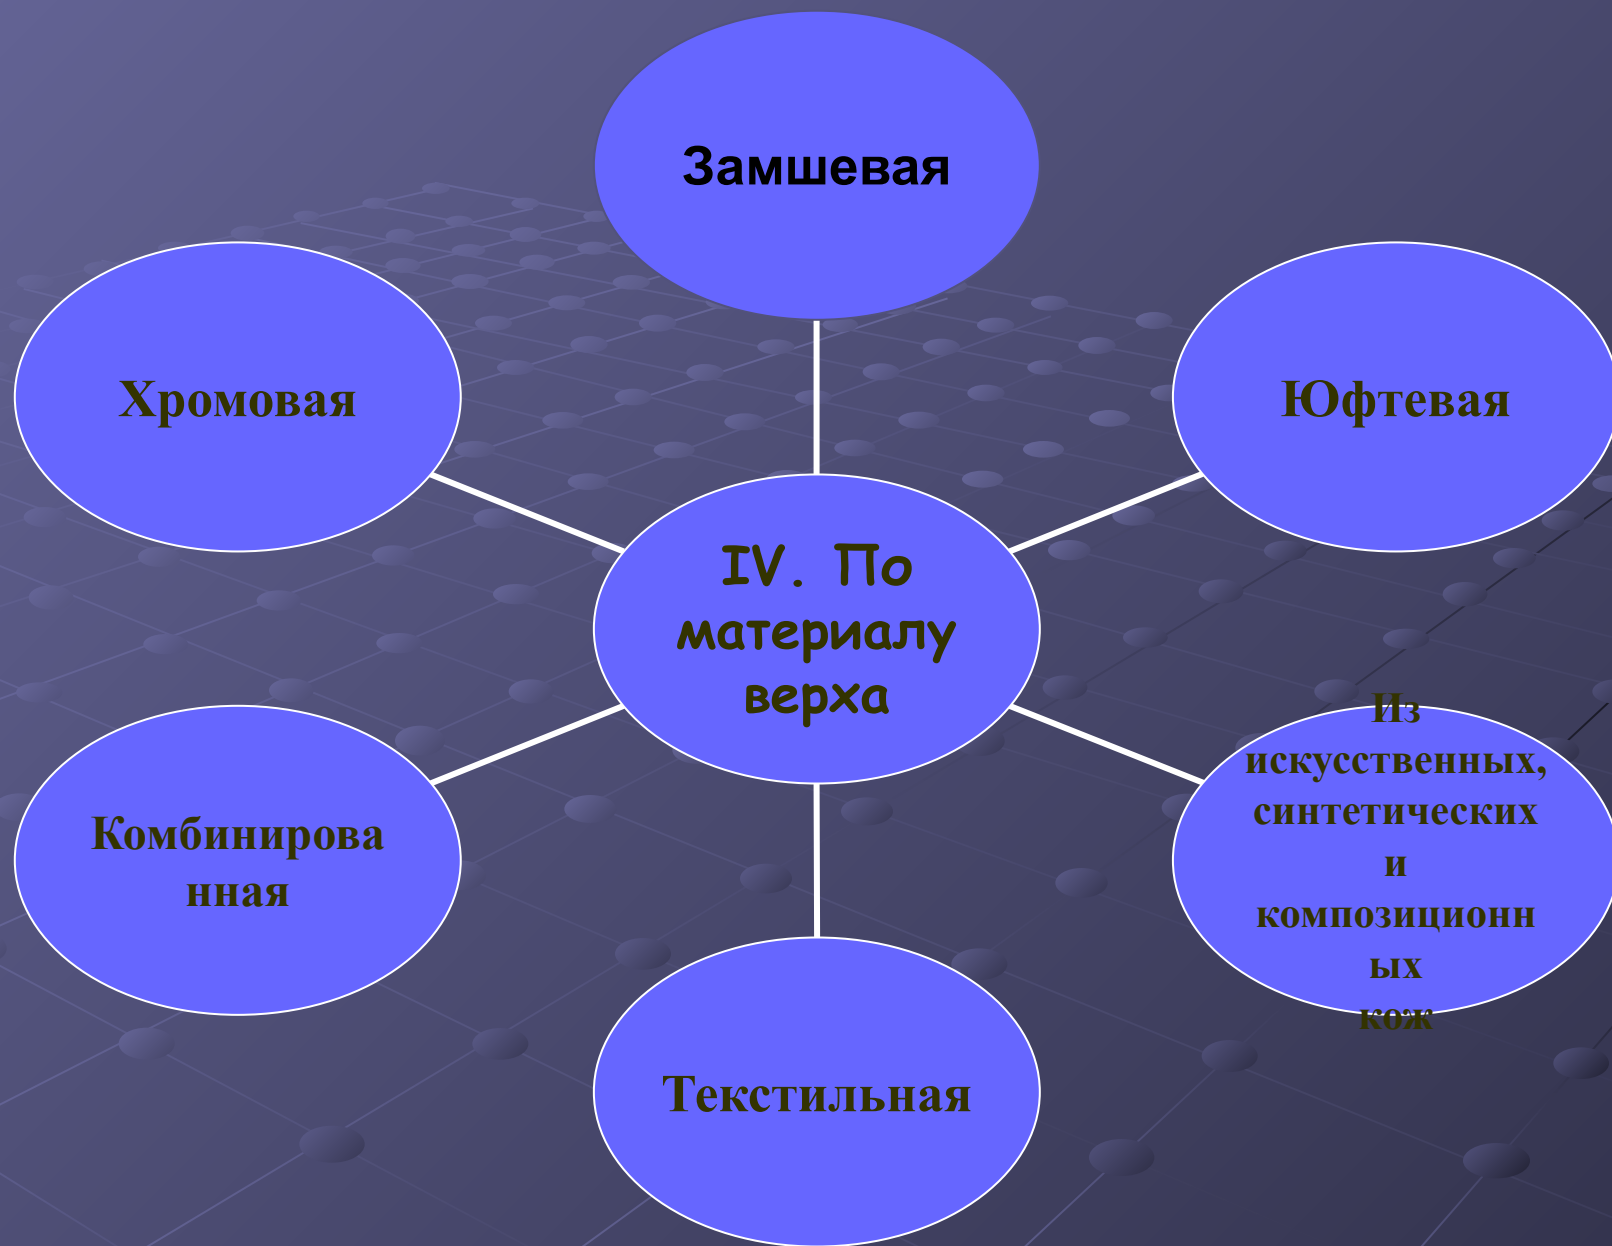 Замшевая
Хромовая
Юфтевая
IV. По
материалу
верха
Комбинирова
нная
Из
искусственных,
синтетических
и
композиционн
ых
кож
Текстильная